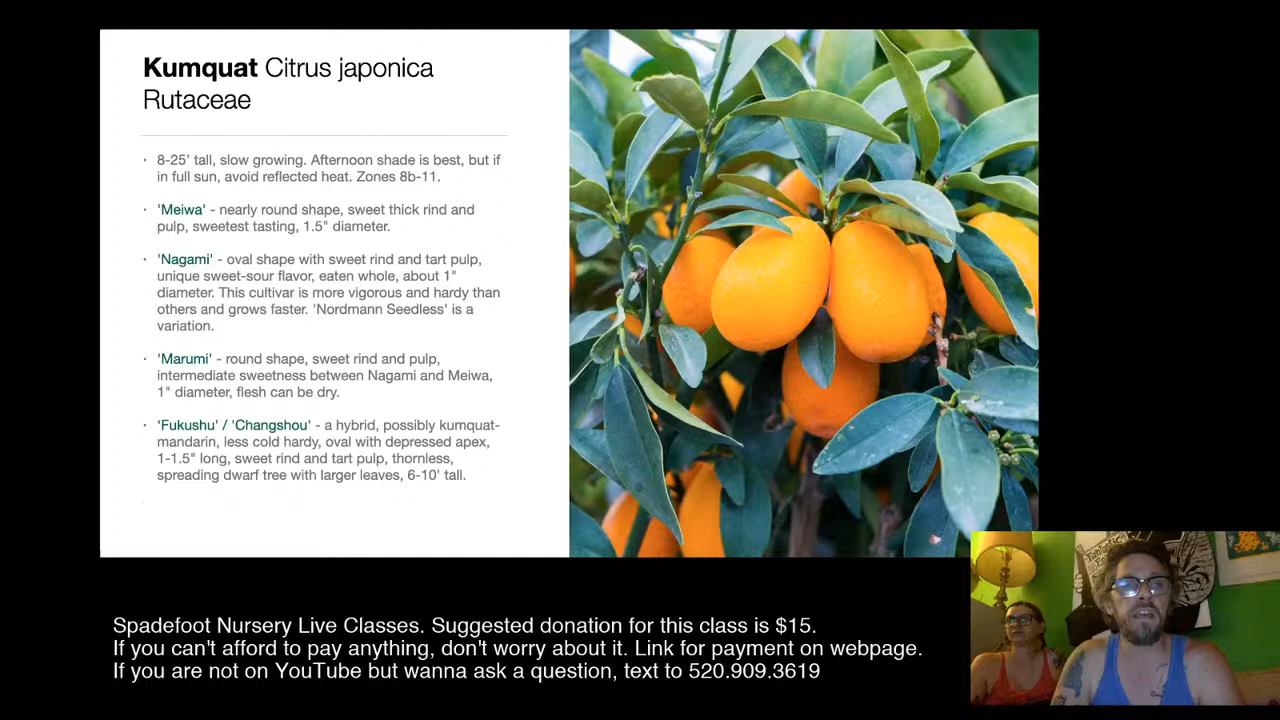 Kumquat Citrus japonica
Rutaceae
· 8-25' tall, slow growing. Afternoon shade is best, but if
in full sun, avoid reflected heat. Zones 8b-11.
· 'Meiwa' - nearly round shape, sweet thick rind and
pulp, sweetest tasting, 1.5" diameter.
· 'Nagami' - oval shape with sweet rind and tart pulp,
unique sweet-sour flavor, eaten whole, about 1"
diameter. This cultivar is more vigorous and hardy than
others and grows faster. 'Nordmann Seedless' is a
variation.
· 'Marumi' - round shape, sweet rind and pulp,
intermediate sweetness between Nagami and Meiwa,
1" diameter, flesh can be dry.
· ‘Fukushu' / 'Changshou' - a hybrid, possibly kumquat-
mandarin, less cold hardy, oval with depressed apex,
1-1.5" long, sweet rind and tart pulp, thornless,
spreading dwarf tree with larger leaves, 6-10' tall.
Spadefoot Nursery Live Classes. Suggested donation for this class is $15.
If you can't afford to pay anything, don't worry about it. Link for payment on webpage.
If you are not on YouTube but wanna ask a question, text to 520.909.3619